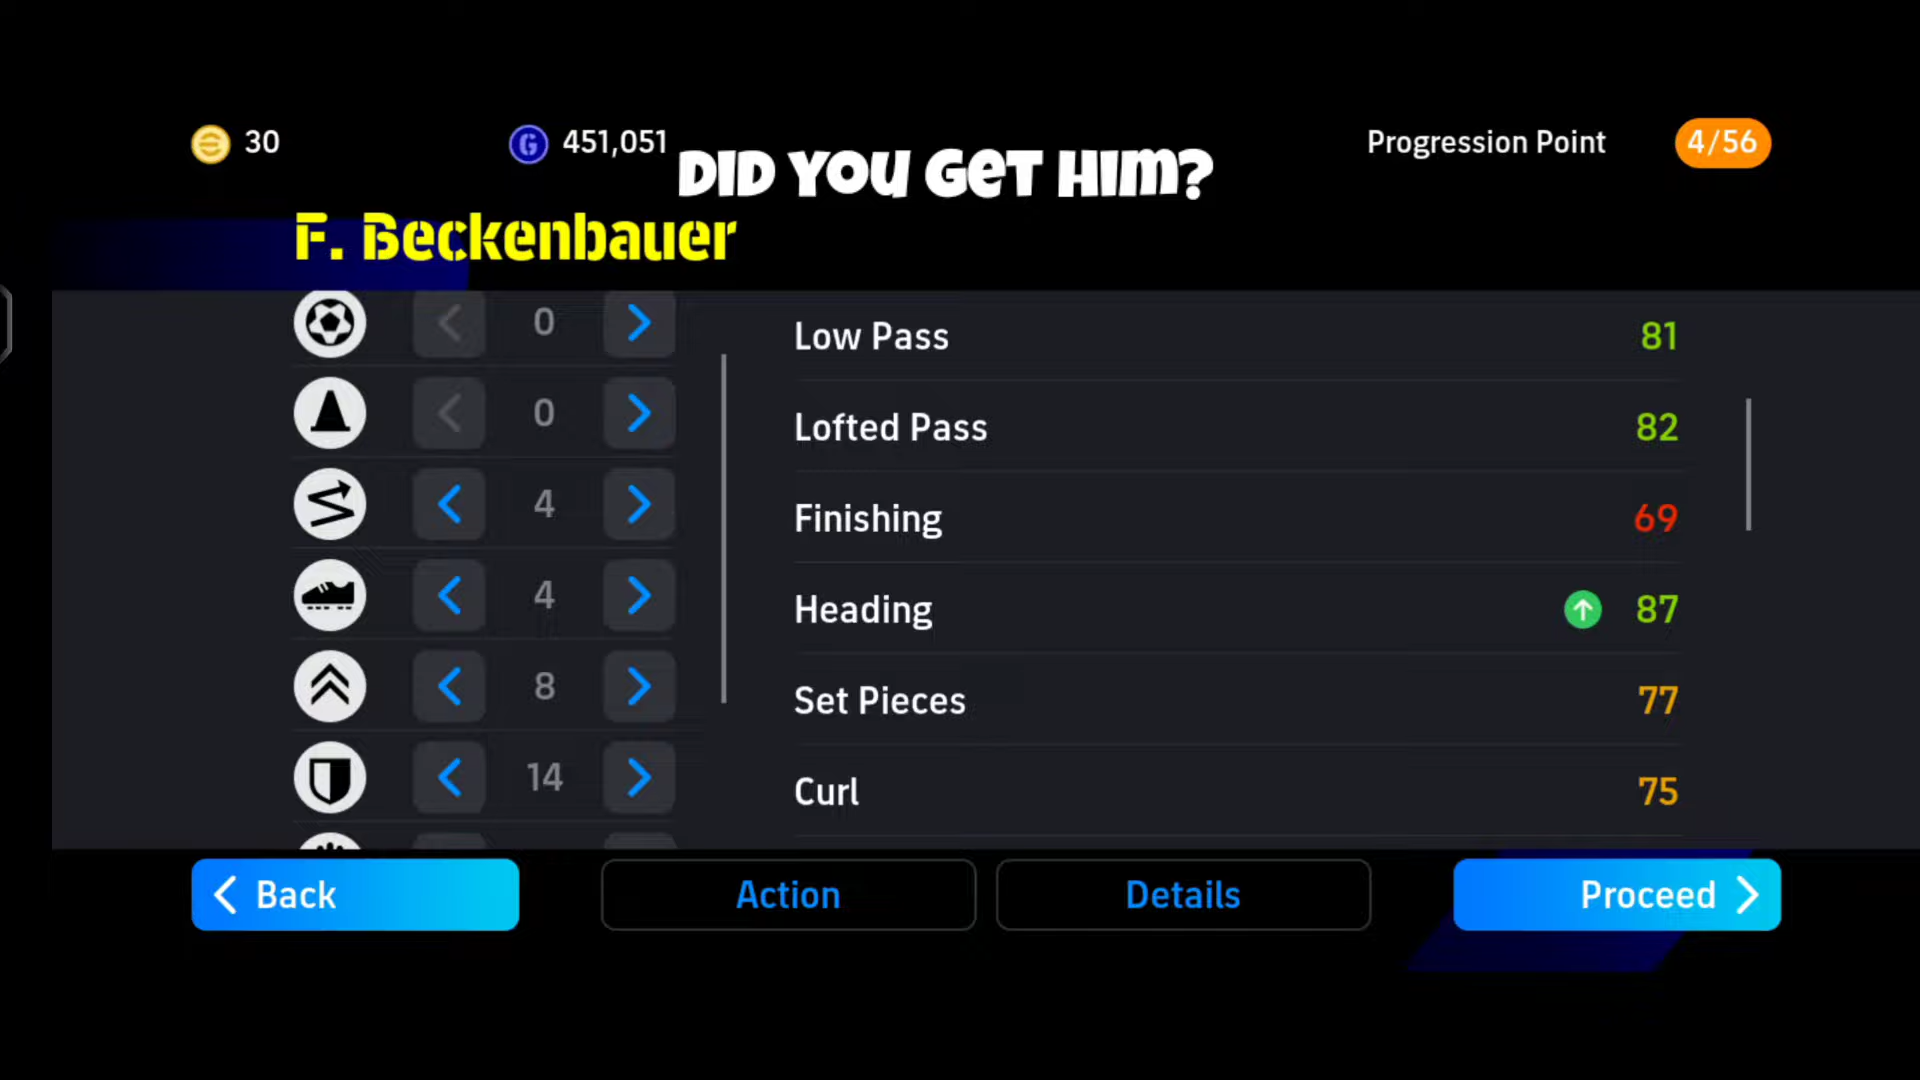 30
451,051
DID YOU GET HIM?
Progression Point
4/56
F. Beckenbauer
0
Low Pass 81
0
Lofted Pass 82
4
Finishing 69
4
Heading 87
8
Set Pieces 77
14
Curl 75
Back
Action
Details
Proceed